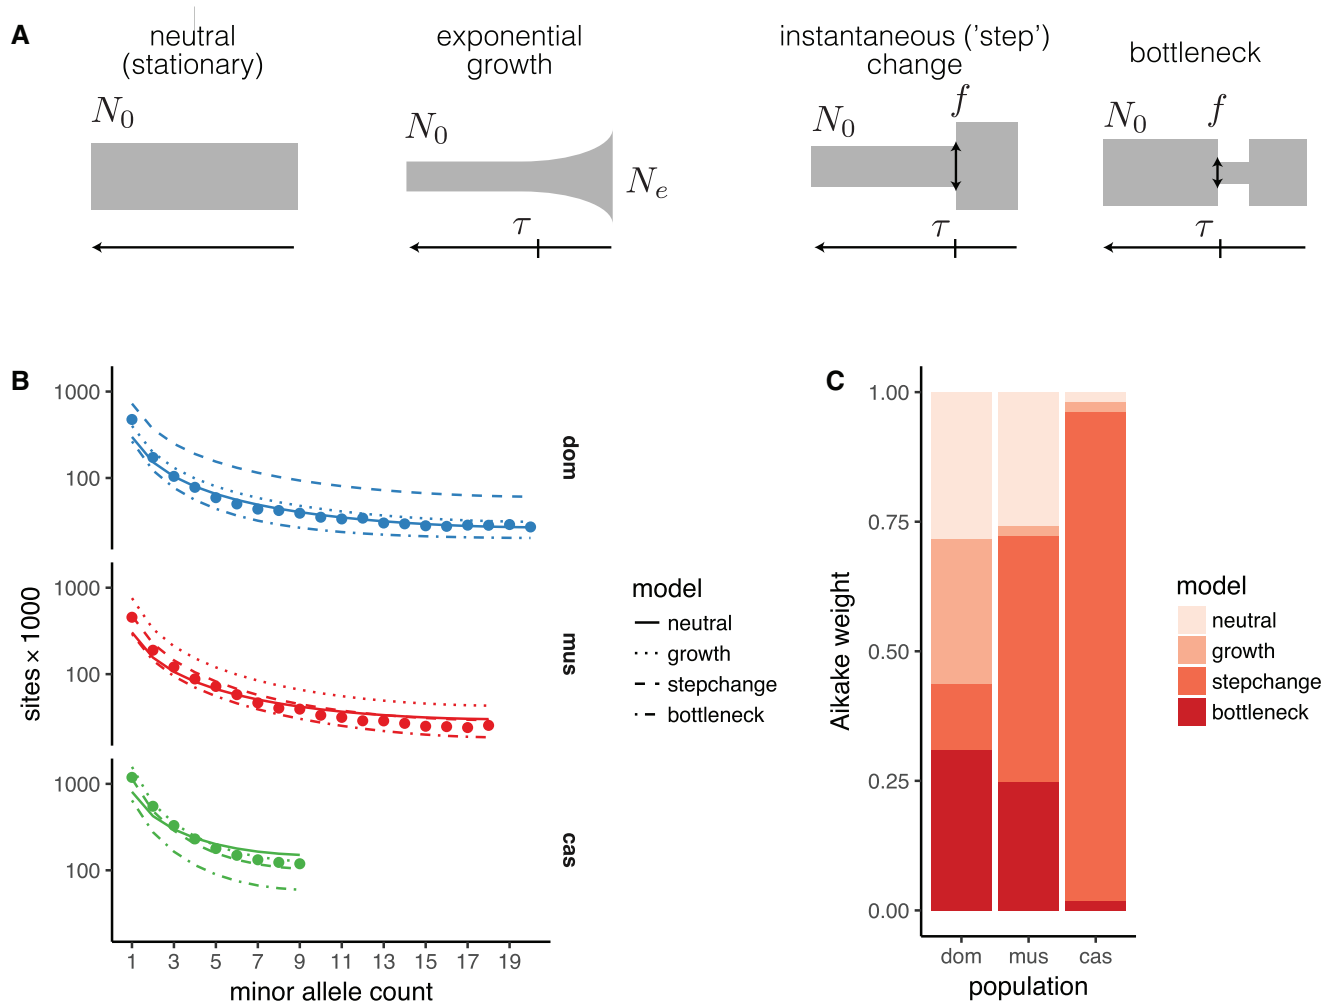 A
neutral
(stationary)
N0
exponential
growth
N0
Ne
τ
instantaneous ('step')
change
f
N0
τ
bottleneck
N0
f
τ
B
1000
100
dom
1000
100
mus
1000
100
cas
sites × 1000
1 3 5 7 9 11 13 15 17 19
minor allele count
model
neutral
growth
stepchange
bottleneck
C
1.00
0.75
0.50
0.25
0.00
Aikake weight
dom mus cas
population
model
neutral
growth
stepchange
bottleneck